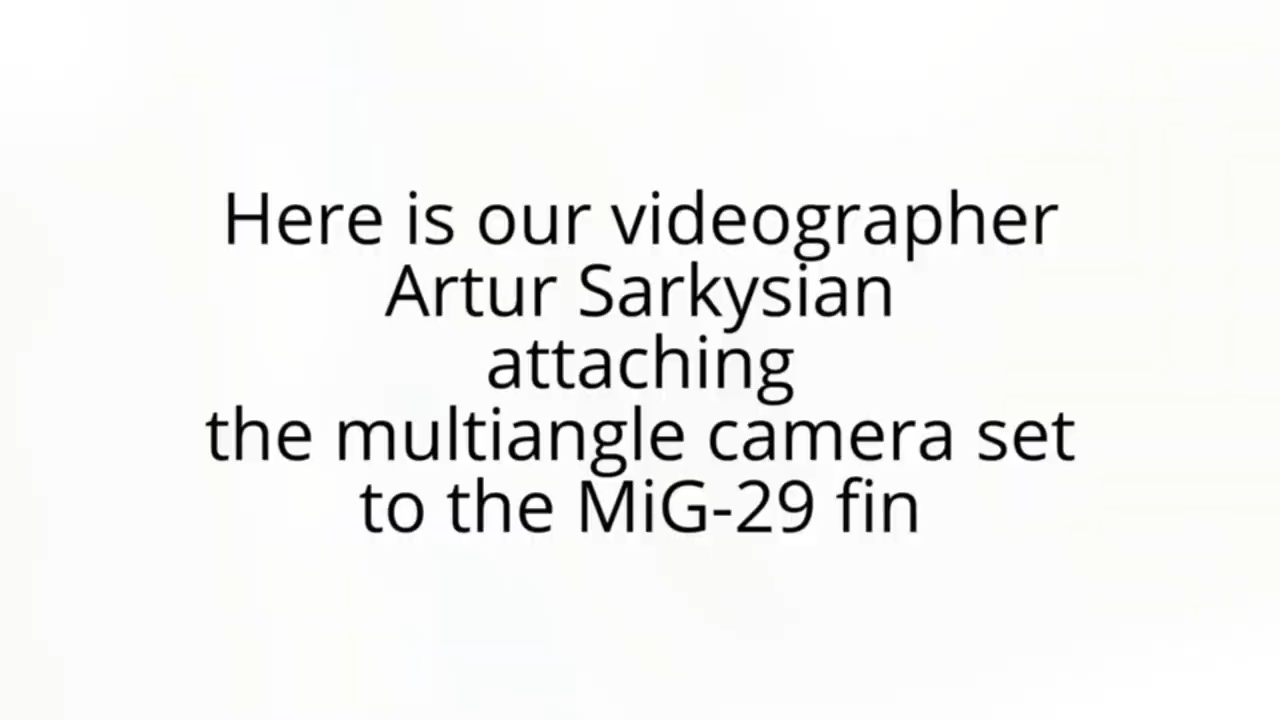 Here is our videographer
Artur Sarkysian
attaching
the multiangle camera set
to the MiG-29 fin